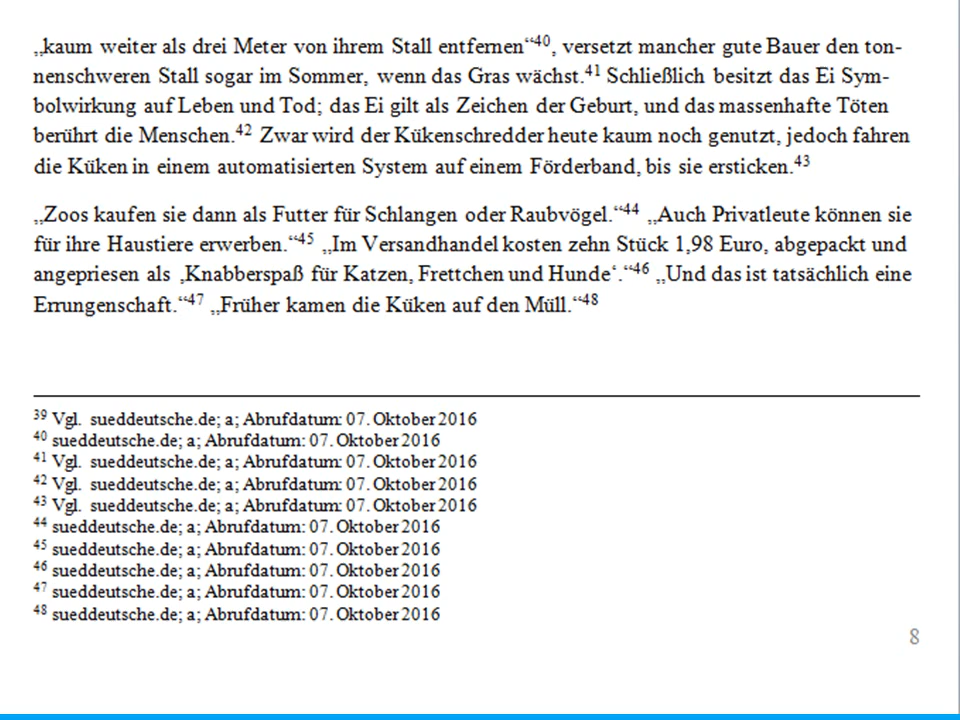 „kaum weiter als drei Meter von ihrem Stall entfernen“⁴⁰, versetzt mancher gute Bauer den ton-
nenschweren Stall sogar im Sommer, wenn das Gras wächst.⁴¹ Schließlich besitzt das Ei Sym-
bolwirkung auf Leben und Tod; das Ei gilt als Zeichen der Geburt, und das massenhafte Töten
berührt die Menschen.⁴² Zwar wird der Kükenschredder heute kaum noch genutzt, jedoch fahren
die Küken in einem automatisierten System auf einem Förderband, bis sie ersticken.⁴³
„Zoos kaufen sie dann als Futter für Schlangen oder Raubvögel.“⁴⁴ „Auch Privatleute können sie
für ihre Haustiere erwerben.“⁴⁵ „Im Versandhandel kosten zehn Stück 1,98 Euro, abgepackt und
angepriesen als ‚Knabberspaß für Katzen, Frettchen und Hunde‘.“⁴⁶ „Und das ist tatsächlich eine
Errungenschaft.“⁴⁷ „Früher kamen die Küken auf den Müll.“⁴⁸
³⁹ Vgl. sueddeutsche.de; a; Abrufdatum: 07. Oktober 2016
⁴⁰ sueddeutsche.de; a; Abrufdatum: 07. Oktober 2016
⁴¹ Vgl. sueddeutsche.de; a; Abrufdatum: 07. Oktober 2016
⁴² Vgl. sueddeutsche.de; a; Abrufdatum: 07. Oktober 2016
⁴³ Vgl. sueddeutsche.de; a; Abrufdatum: 07. Oktober 2016
⁴⁴ sueddeutsche.de; a; Abrufdatum: 07. Oktober 2016
⁴⁵ sueddeutsche.de; a; Abrufdatum: 07. Oktober 2016
⁴⁶ sueddeutsche.de; a; Abrufdatum: 07. Oktober 2016
⁴⁷ sueddeutsche.de; a; Abrufdatum: 07. Oktober 2016
⁴⁸ sueddeutsche.de; a; Abrufdatum: 07. Oktober 2016
8